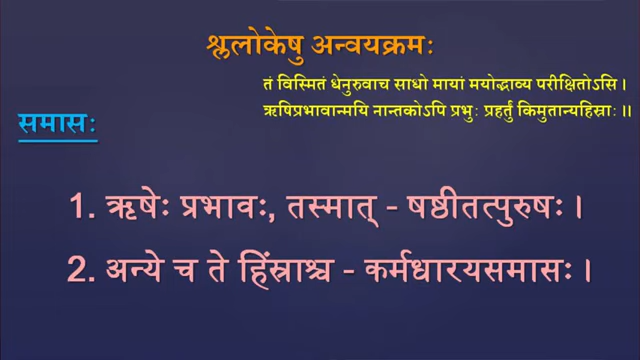 श्ललोकेषु अन्वयक्रमः
तं विस्मितं धेनुरुवाच साधो मायां मयोद्भाव्य परीक्षितोऽसि ।
ऋषिप्रभावान्मयि नान्तकोऽपि प्रभुः प्रहर्तुं किमुतान्यहिस्राः ॥
समासः
1. ऋषेः प्रभावः, तस्मात् - षष्ठीतत्पुरुषः ।
2. अन्ये च ते हिंस्राश्च - कर्मधारयसमासः ।